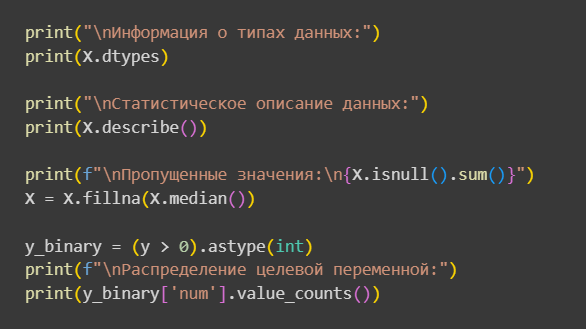 print("\nИнформация о типах данных:")
print(X.dtypes)
print("\nСтатистическое описание данных:")
print(X.describe())
print(f"\nПропущенные значения:\n{X.isnull().sum()}")
X = X.fillna(X.median())
y_binary = (y > 0).astype(int)
print(f"\nРаспределение целевой переменной:")
print(y_binary['num'].value_counts())